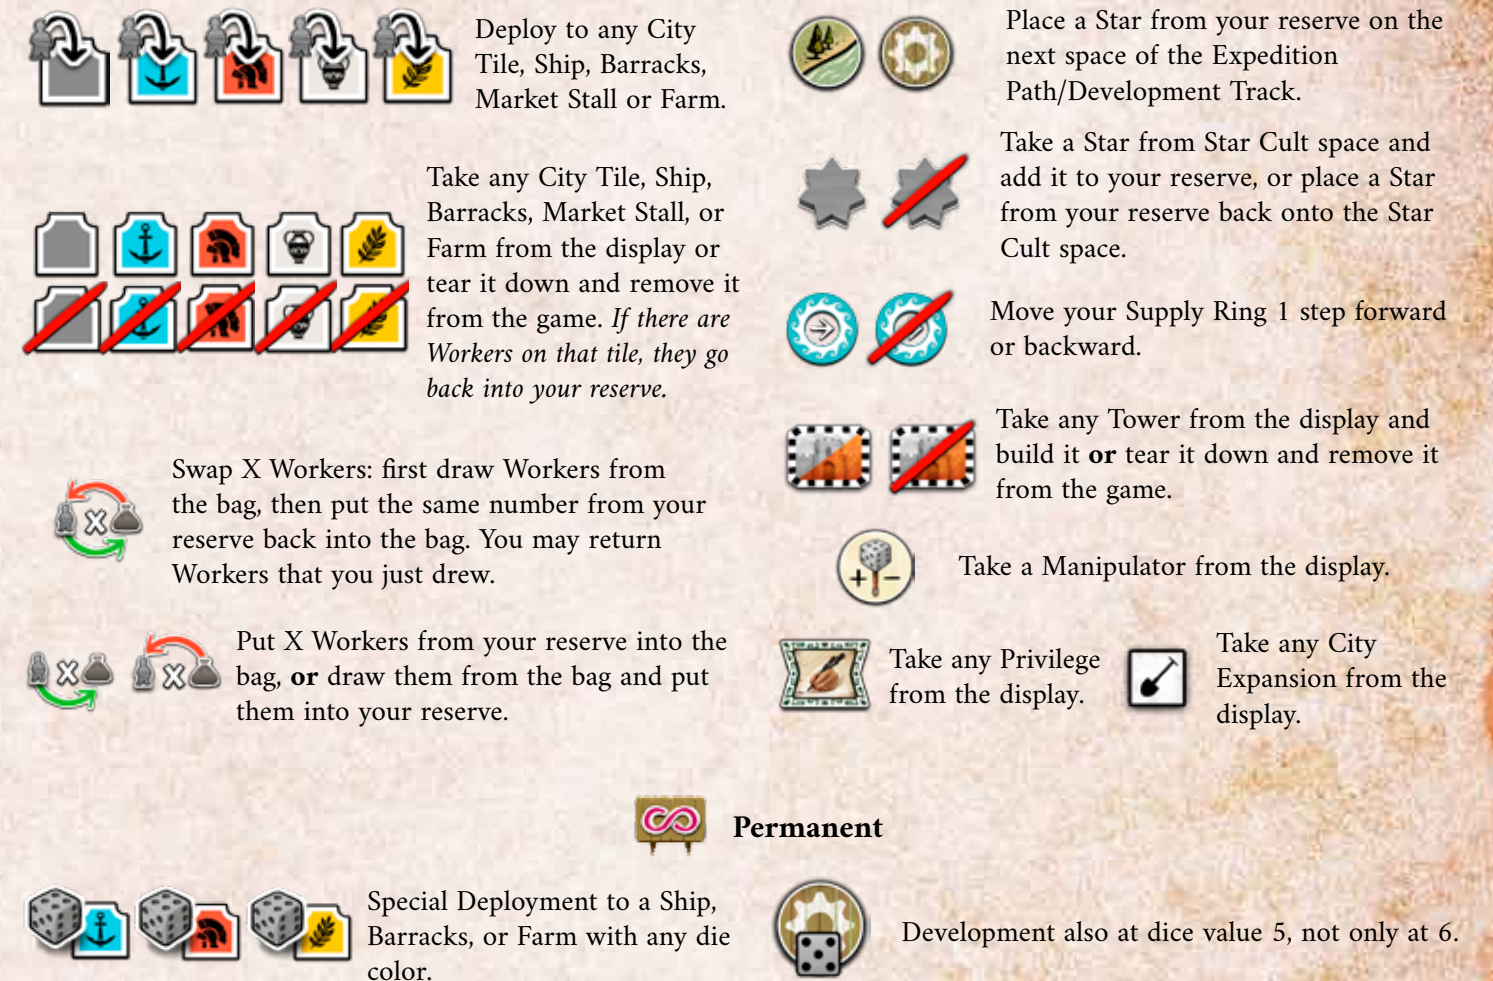 Deploy to any City
Tile, Ship, Barracks,
Market Stall or Farm.
Take any City Tile, Ship,
Barracks, Market Stall, or
Farm from the display or
tear it down and remove it
from the game. If there are
Workers on that tile, they go
back into your reserve.
X
Swap X Workers: first draw Workers from
the bag, then put the same number from your
reserve back into the bag. You may return
Workers that you just drew.
X X
Put X Workers from your reserve into the
bag, or draw them from the bag and put
them into your reserve.
Place a Star from your reserve on the
next space of the Expedition
Path/Development Track.
Take a Star from Star Cult space and
add it to your reserve, or place a Star
from your reserve back onto the Star
Cult space.
Move your Supply Ring 1 step forward
or backward.
Take any Tower from the display and
build it or tear it down and remove it
from the game.
+ −
Take a Manipulator from the display.
Take any Privilege
from the display.
Take any City
Expansion from the
display.
Permanent
Special Deployment to a Ship,
Barracks, or Farm with any die
color.
Development also at dice value 5, not only at 6.